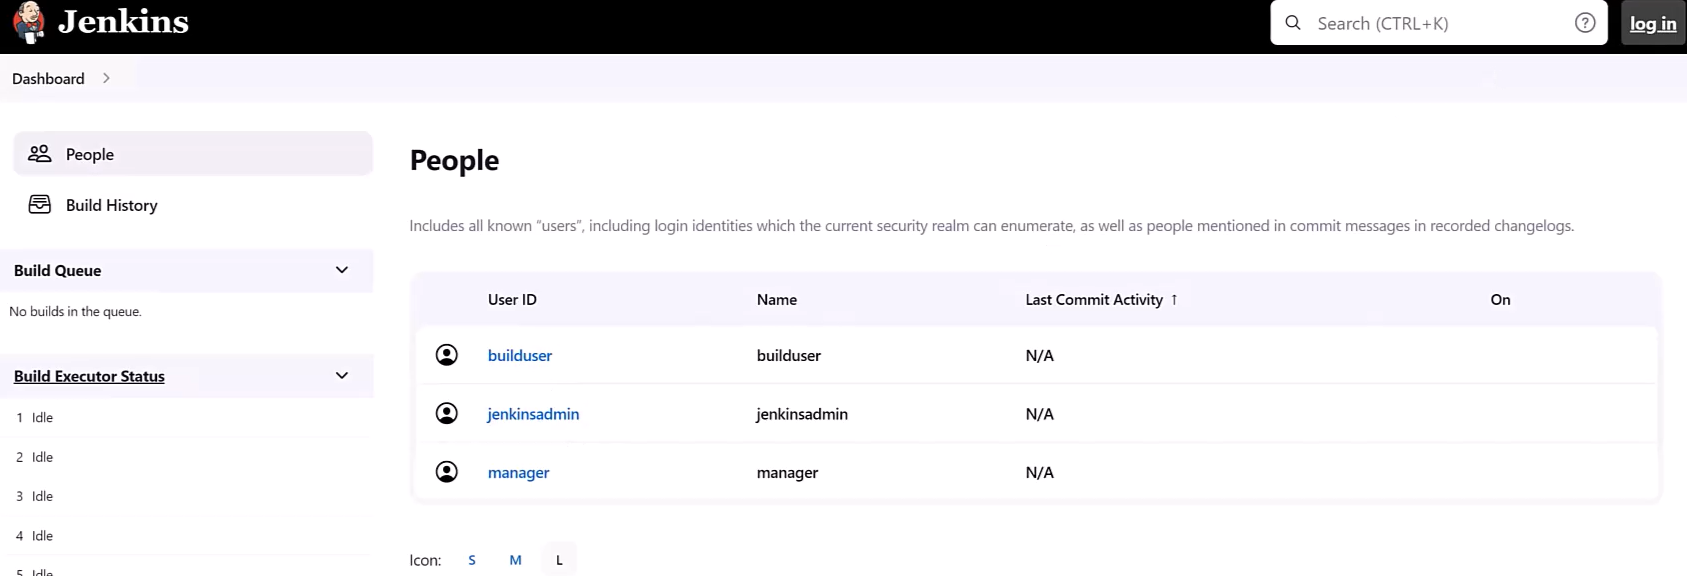 Jenkins
Search (CTRL+K)
log in
Dashboard
People
Build History
Build Queue
No builds in the queue.
Build Executor Status
1 Idle
2 Idle
3 Idle
4 Idle
5 Idle
People
Includes all known “users”, including login identities which the current security realm can enumerate, as well as people mentioned in commit messages in recorded changelogs.
User ID Name Last Commit Activity ↑ On
builduser builduser N/A
jenkinsadmin jenkinsadmin N/A
manager manager N/A
Icon: S M L